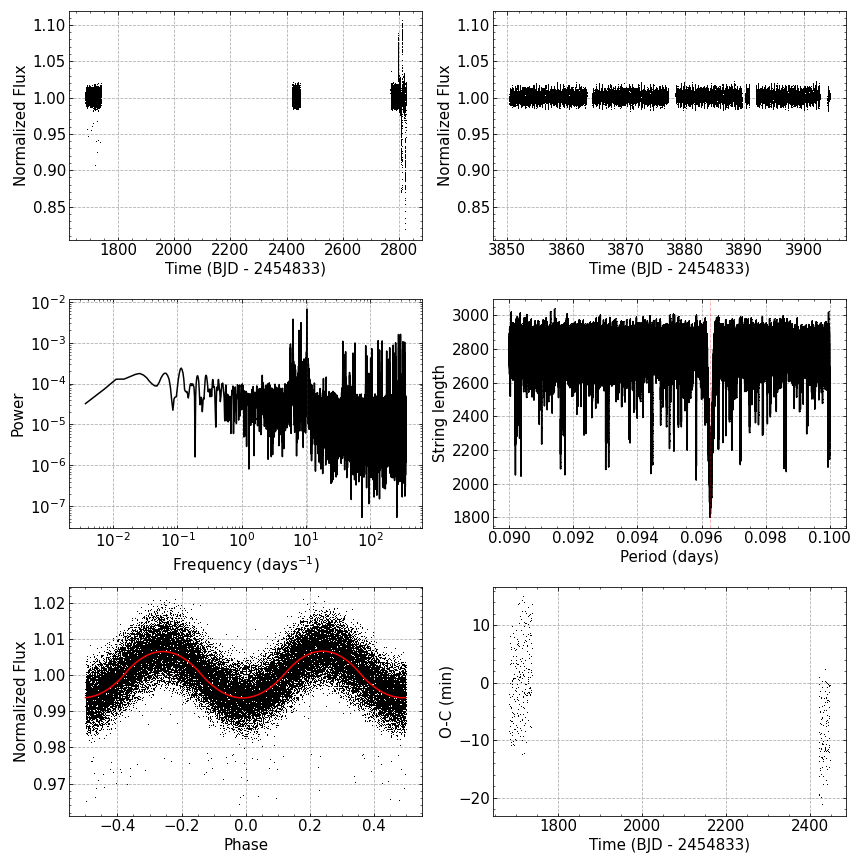 1.10
1.05
1.00
0.95
0.90
0.85
Normalized Flux
1800 2000 2200 2400 2600 2800
Time (BJD - 2454833)
1.10
1.05
1.00
0.95
0.90
0.85
Normalized Flux
3850 3860 3870 3880 3890 3900
Time (BJD - 2454833)
10⁻²
10⁻³
10⁻⁴
10⁻⁵
10⁻⁶
10⁻⁷
Power
10⁻² 10⁻¹ 10⁰ 10¹ 10²
Frequency (days⁻¹)
3000
2800
2600
2400
2200
2000
1800
String length
0.090 0.092 0.094 0.096 0.098 0.100
Period (days)
1.02
1.01
1.00
0.99
0.98
0.97
Normalized Flux
−0.4 −0.2 0.0 0.2 0.4
Phase
10
0
−10
−20
O-C (min)
1800 2000 2200 2400
Time (BJD - 2454833)